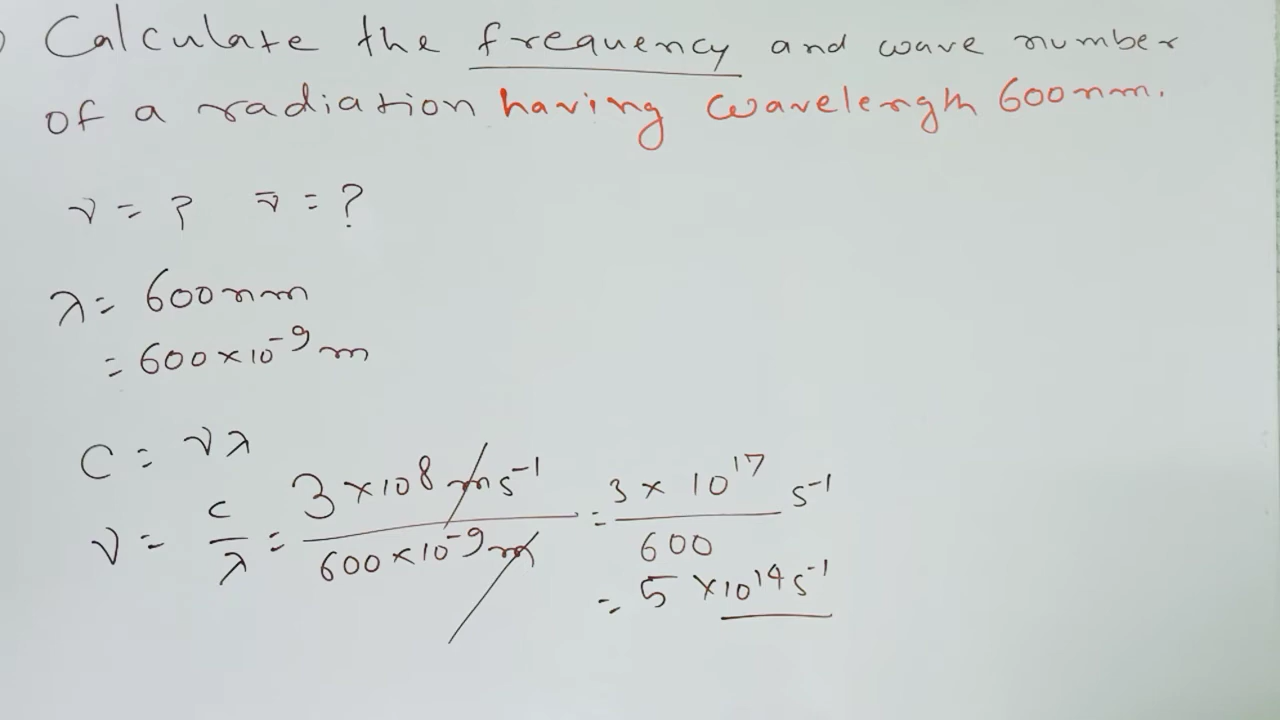 Calculate the frequency and wave number
of a radiation having wavelength 600nm.
ν = ? ν̄ = ?
λ = 600nm
= 600×10⁻⁹ m
C = νλ
ν = c/λ = 3×10⁸ m s⁻¹ / 600×10⁻⁹ m = 3 × 10¹⁷ / 600 s⁻¹
= 5 ×10¹⁴ s⁻¹